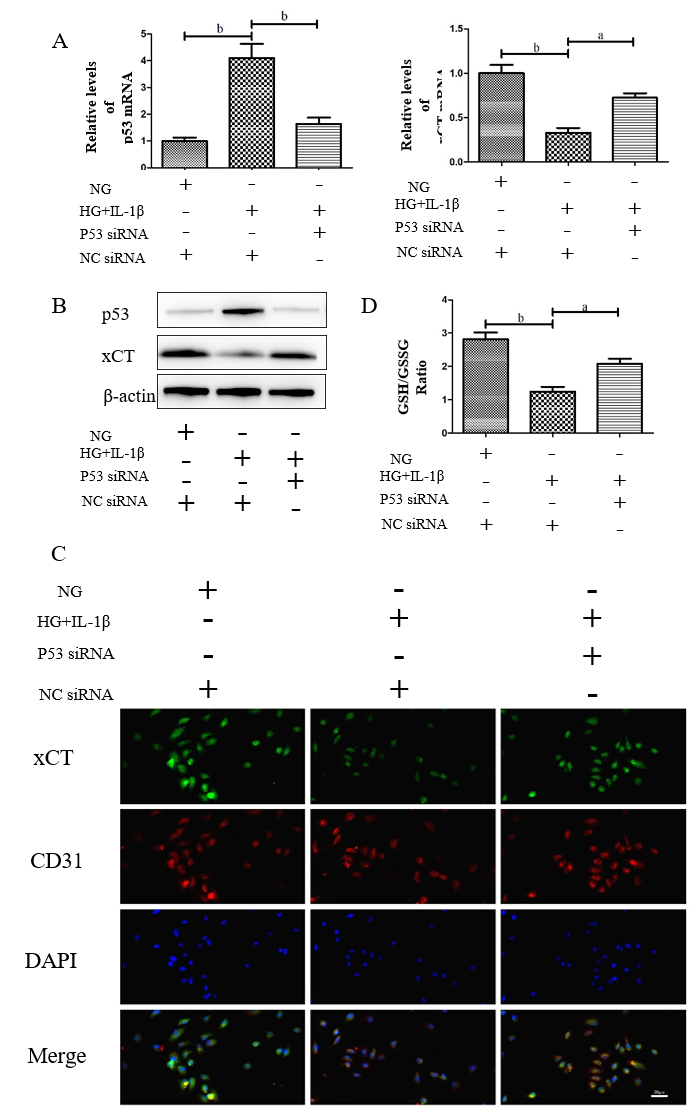 A
b
b
Relative levels
of
p53 mRNA
5
4
3
2
1
0
NG + - -
HG+IL-1β - + +
P53 siRNA - - +
NC siRNA + + -
b
a
Relative levels
of
mRNA
1.5
1.0
0.5
0.0
NG + - -
HG+IL-1β - + +
P53 siRNA - - +
NC siRNA + + -
B
p53
xCT
β-actin
NG + - -
HG+IL-1β - + +
P53 siRNA - - +
NC siRNA + + -
D
b
a
GSH/GSSG
Ratio
4
3
2
1
0
NG + - -
HG+IL-1β - + +
P53 siRNA - - +
NC siRNA + + -
C
NG + - -
HG+IL-1β - + +
P53 siRNA - - +
NC siRNA + + -
xCT
CD31
DAPI
Merge